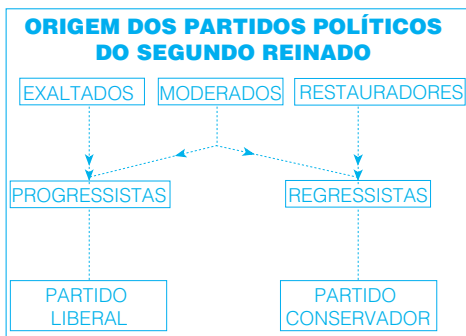 ORIGEM DOS PARTIDOS POLÍTICOS
DO SEGUNDO REINADO
EXALTADOS
MODERADOS
RESTAURADORES
PROGRESSISTAS
REGRESSISTAS
PARTIDO
LIBERAL
PARTIDO
CONSERVADOR